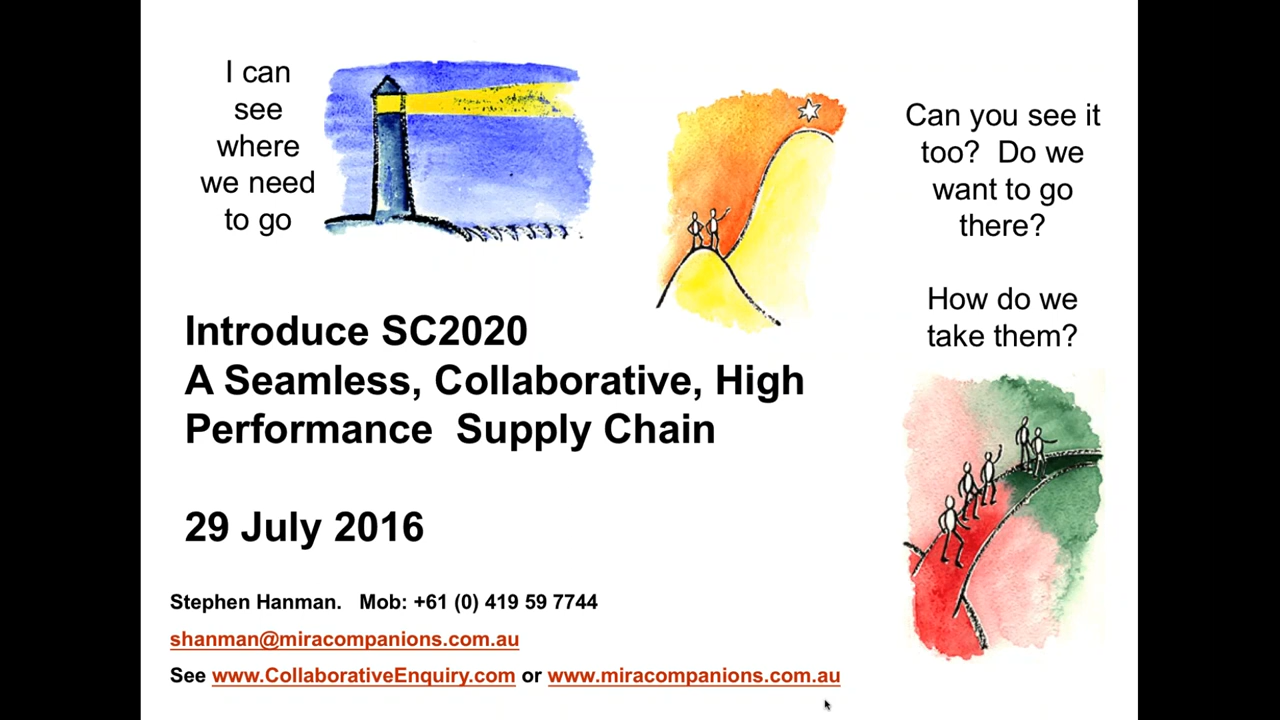 I can
see
where
we need
to go
Can you see it
too?  Do we
want to go
there?
How do we
take them?
Introduce SC2020
A Seamless, Collaborative, High
Performance  Supply Chain
29 July 2016
Stephen Hanman.   Mob: +61 (0) 419 59 7744
shanman@miracompanions.com.au
See www.CollaborativeEnquiry.com or www.miracompanions.com.au